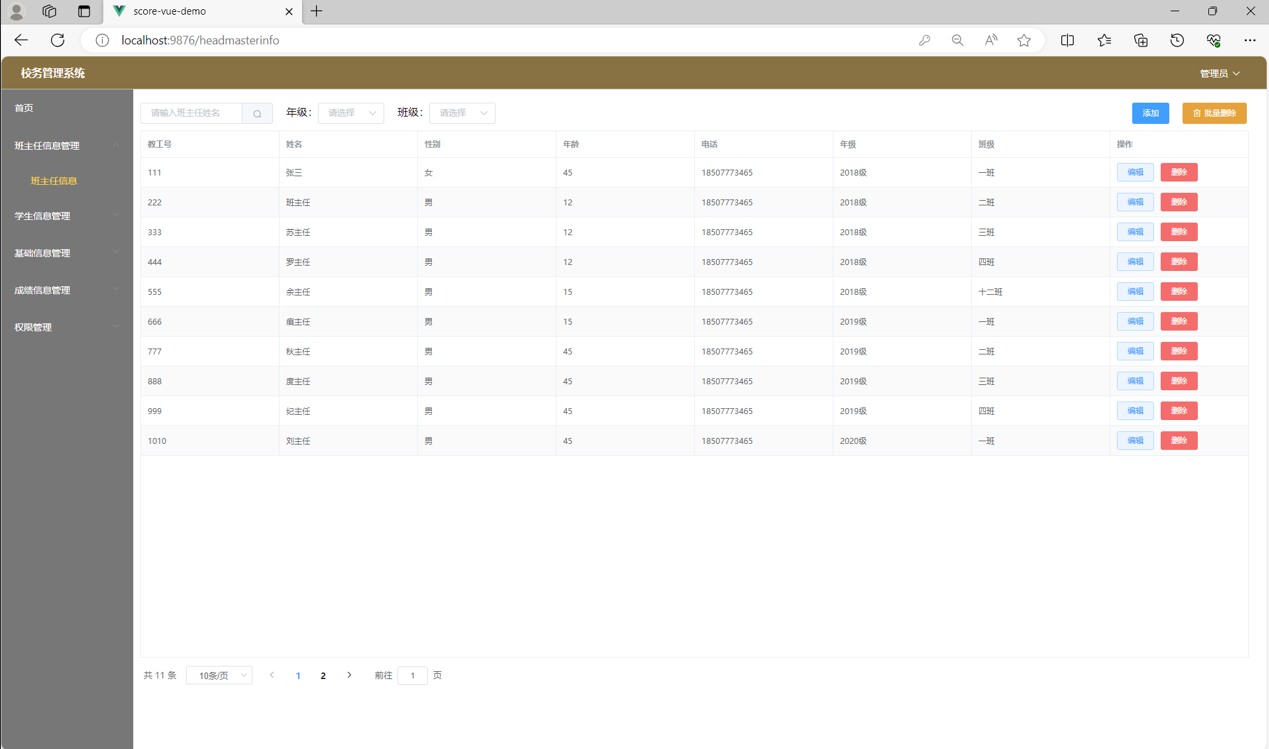 score-vue-demo
localhost:9876/headmasterinfo
校务管理系统
管理员
首页
班主任信息管理
班主任信息
学生信息管理
基础信息管理
成绩信息管理
权限管理
请输入班主任姓名 年级: 请选择 班级: 请选择 添加 批量删除
教工号 姓名 性别 年龄 电话 年级 班级 操作
111 张三 女 45 18507773465 2018级 一班 编辑 删除
222 班主任 男 12 18507773465 2018级 二班 编辑 删除
333 苏主任 男 12 18507773465 2018级 三班 编辑 删除
444 罗主任 男 12 18507773465 2018级 四班 编辑 删除
555 余主任 男 15 18507773465 2018级 十二班 编辑 删除
666 主任 男 15 18507773465 2019级 一班 编辑 删除
777 秋主任 男 45 18507773465 2019级 二班 编辑 删除
888 度主任 男 45 18507773465 2019级 三班 编辑 删除
999 纪主任 男 45 18507773465 2019级 四班 编辑 删除
1010 刘主任 男 45 18507773465 2020级 一班 编辑 删除
共 11 条 10条/页 1 2 前往 1 页